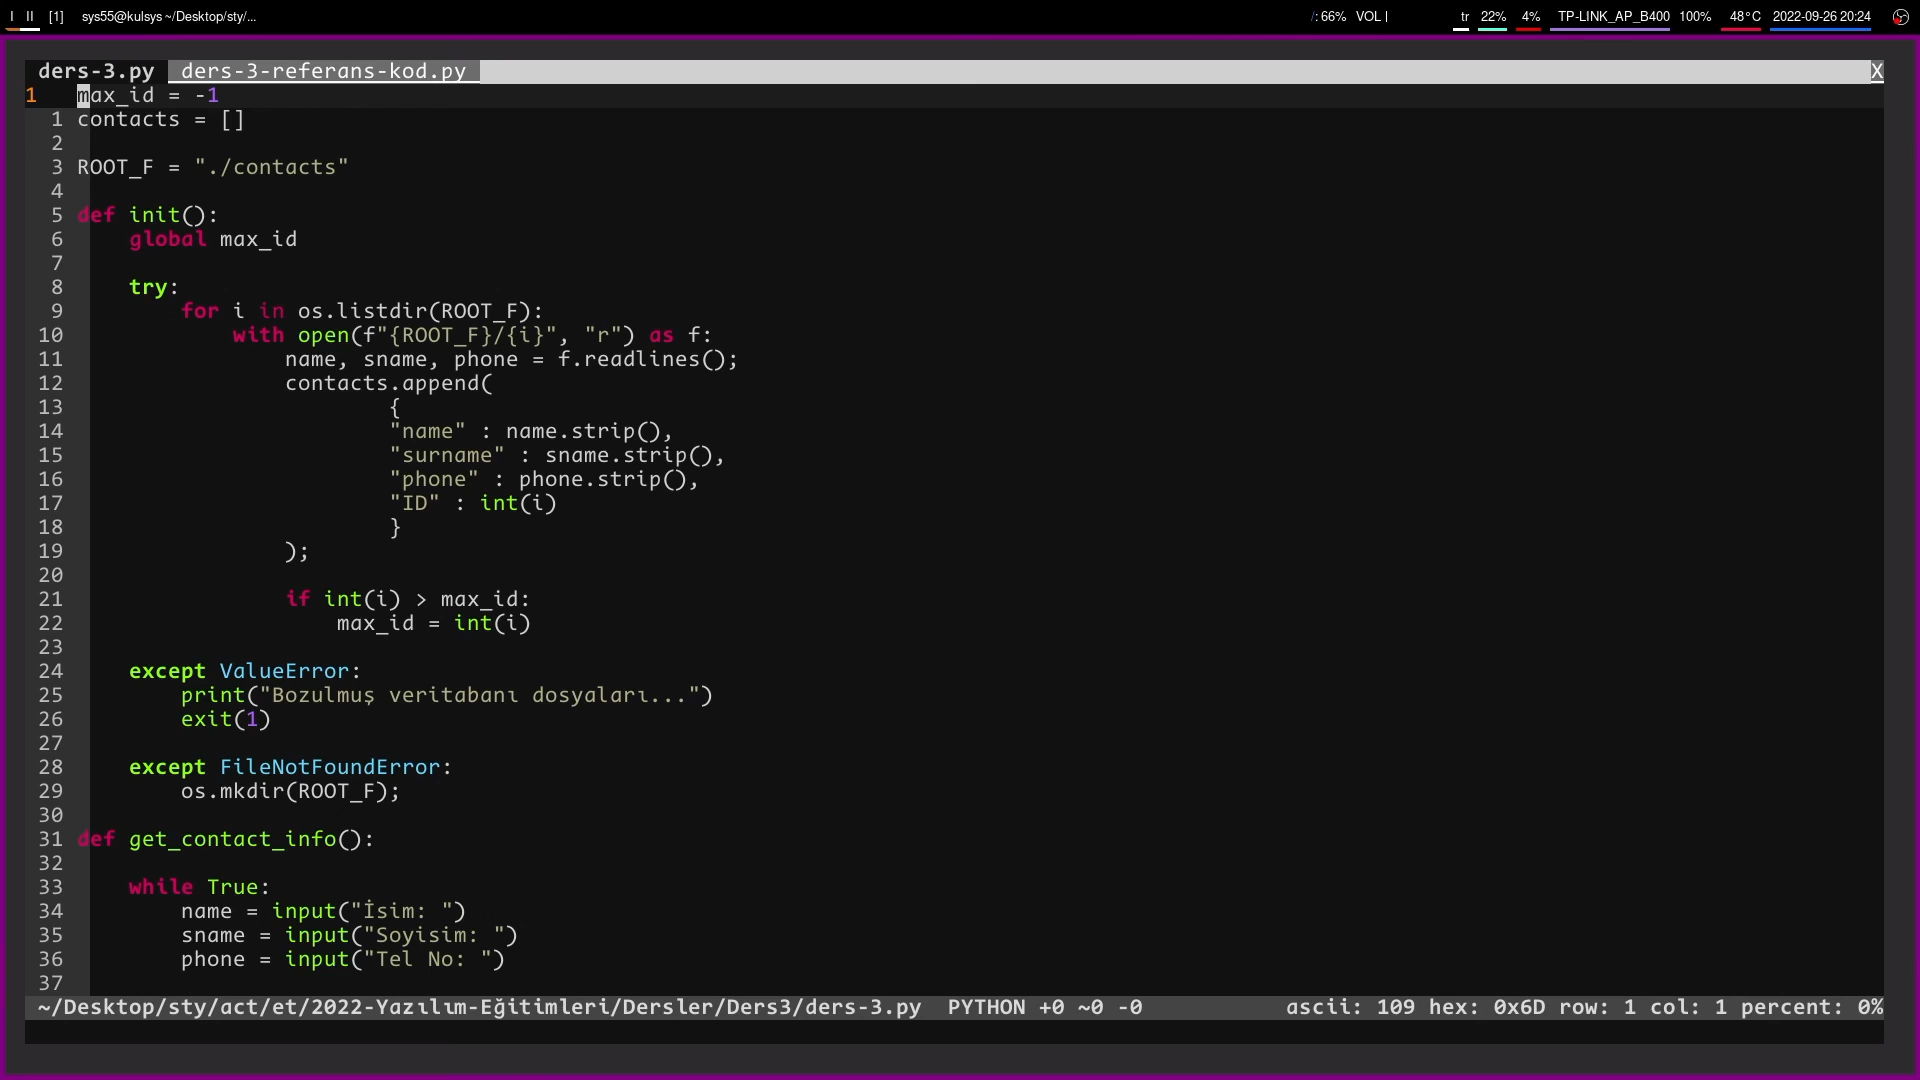 I II [1] sys55@kulsys ~/Desktop/sty/... /: 66% VOL | tr 22% 4% TP-LINK_AP_B400 100% 48°C 2022-09-26 20:24
ders-3.py ders-3-referans-kod.py X
1 max_id = -1
1 contacts = []
2
3 ROOT_F = "./contacts"
4
5 def init():
6 global max_id
7
8 try:
9 for i in os.listdir(ROOT_F):
10 with open(f"{ROOT_F}/{i}", "r") as f:
11 name, sname, phone = f.readlines();
12 contacts.append(
13 {
14 "name" : name.strip(),
15 "surname" : sname.strip(),
16 "phone" : phone.strip(),
17 "ID" : int(i)
18 }
19 );
20
21 if int(i) > max_id:
22 max_id = int(i)
23
24 except ValueError:
25 print("Bozulmuş veritabanı dosyaları...")
26 exit(1)
27
28 except FileNotFoundError:
29 os.mkdir(ROOT_F);
30
31 def get_contact_info():
32
33 while True:
34 name = input("İsim: ")
35 sname = input("Soyisim: ")
36 phone = input("Tel No: ")
37
~/Desktop/sty/act/et/2022-Yazılım-Eğitimleri/Dersler/Ders3/ders-3.py PYTHON +0 ~0 -0 ascii: 109 hex: 0x6D row: 1 col: 1 percent: 0%